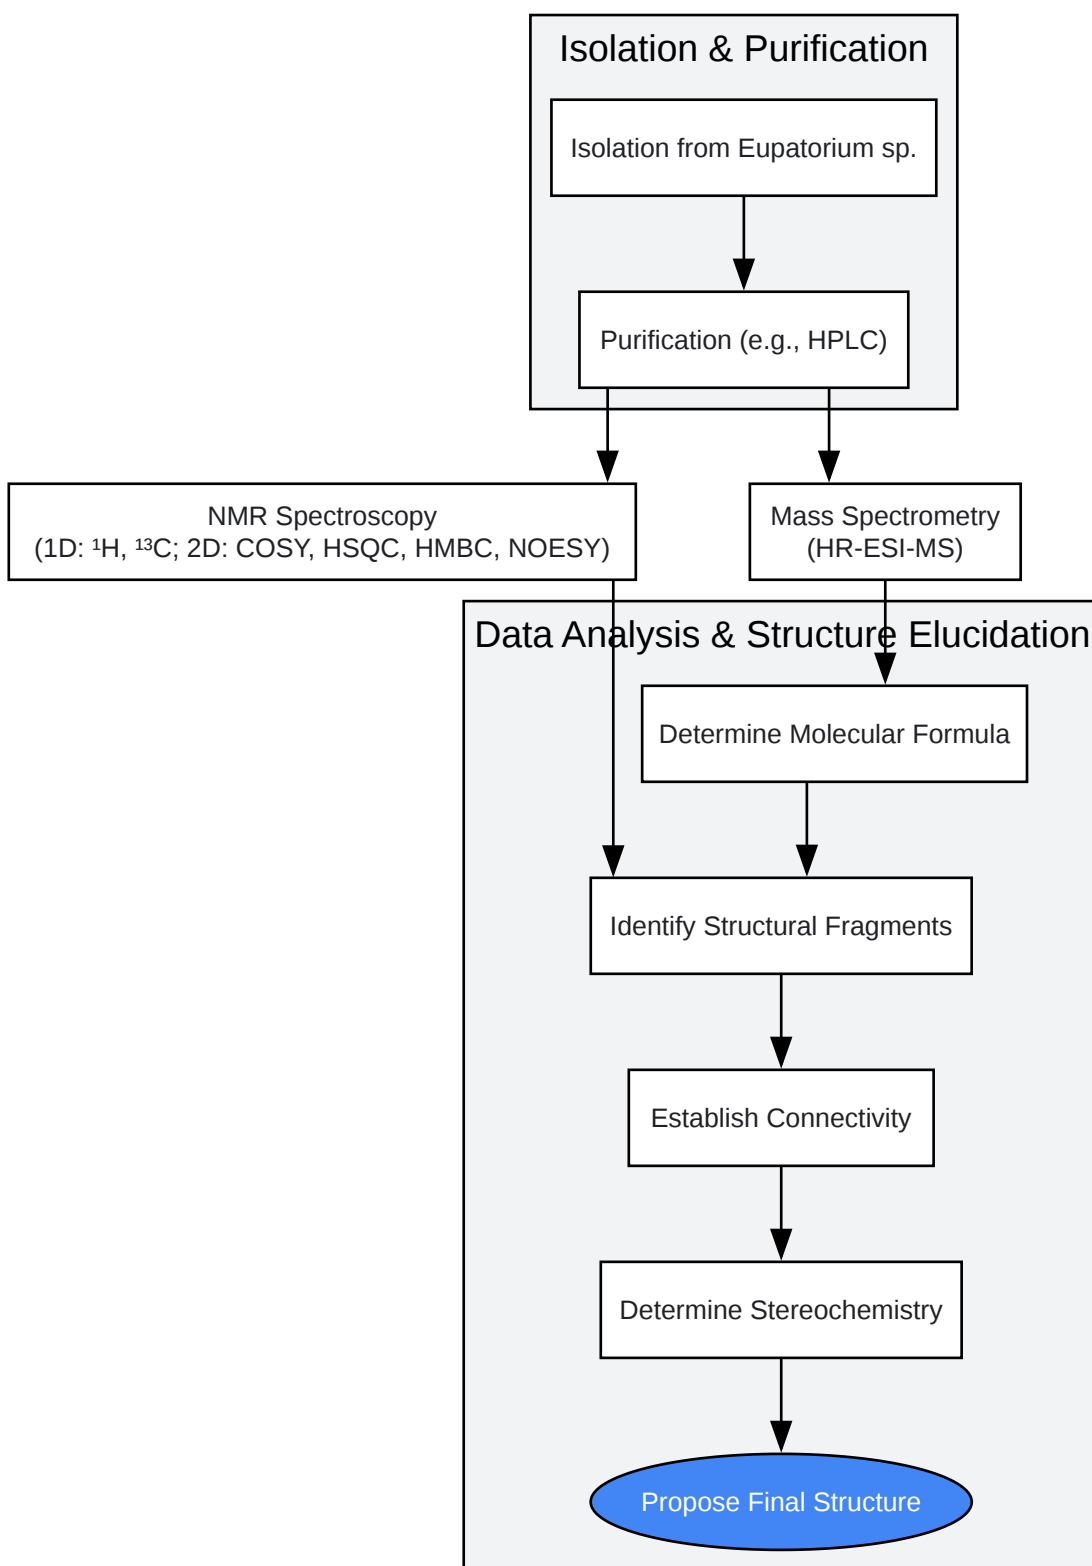 Isolation & Purification
Isolation from Eupatorium sp.
Purification (e.g., HPLC)
NMR Spectroscopy
(1D: ¹H, ¹³C; 2D: COSY, HSQC, HMBC, NOESY)
Mass Spectrometry
(HR-ESI-MS)
Data Analysis & Structure Elucidation
Determine Molecular Formula
Identify Structural Fragments
Establish Connectivity
Determine Stereochemistry
Propose Final Structure